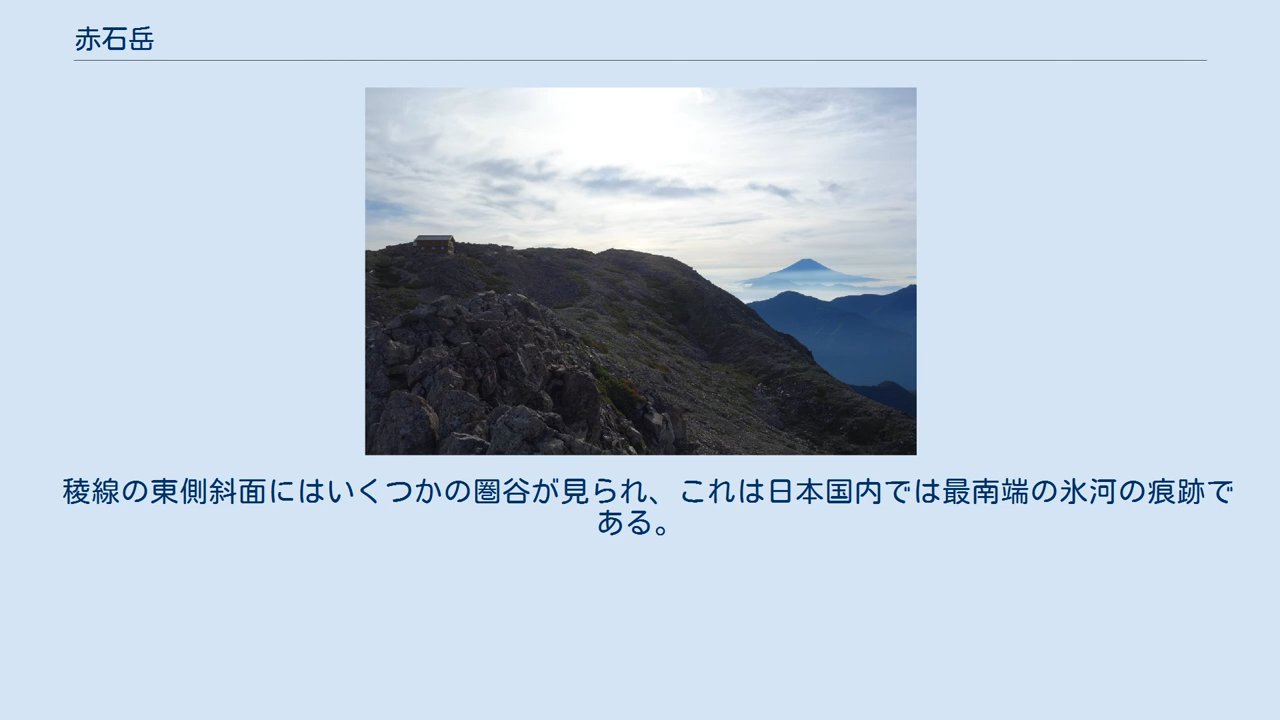 赤石岳
稜線の東側斜面にはいくつかの圏谷が見られ、これは日本国内では最南端の氷河の痕跡で
ある。